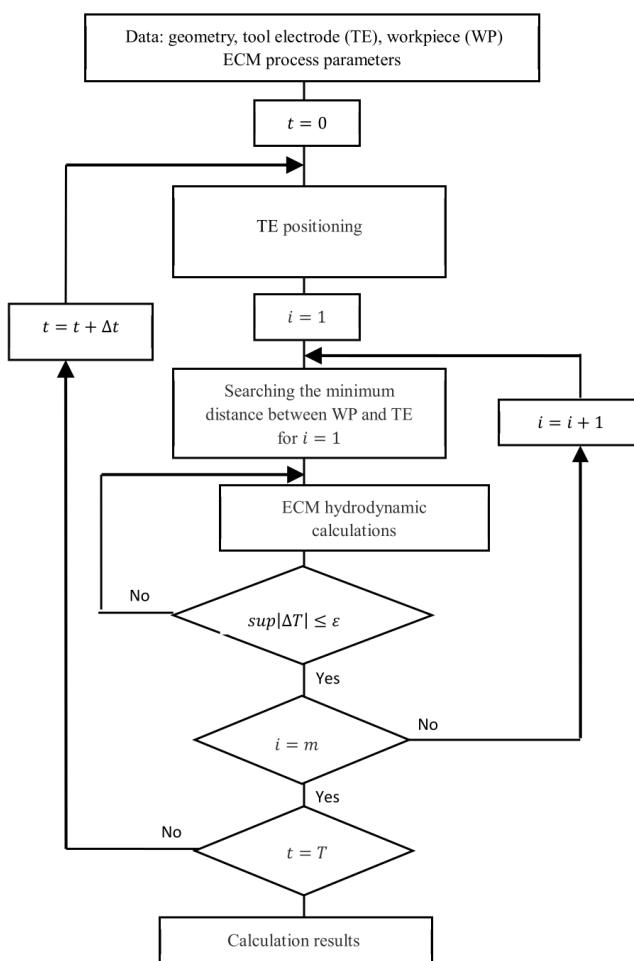 Data: geometry, tool electrode (TE), workpiece (WP)
ECM process parameters
t = 0
TE positioning
i = 1
t = t + Δt
Searching the minimum
distance between WP and TE
for i = 1
i = i + 1
ECM hydrodynamic
calculations
No
sup|ΔT| ≤ ε
Yes
i = m
No
Yes
No
t = T
Calculation results